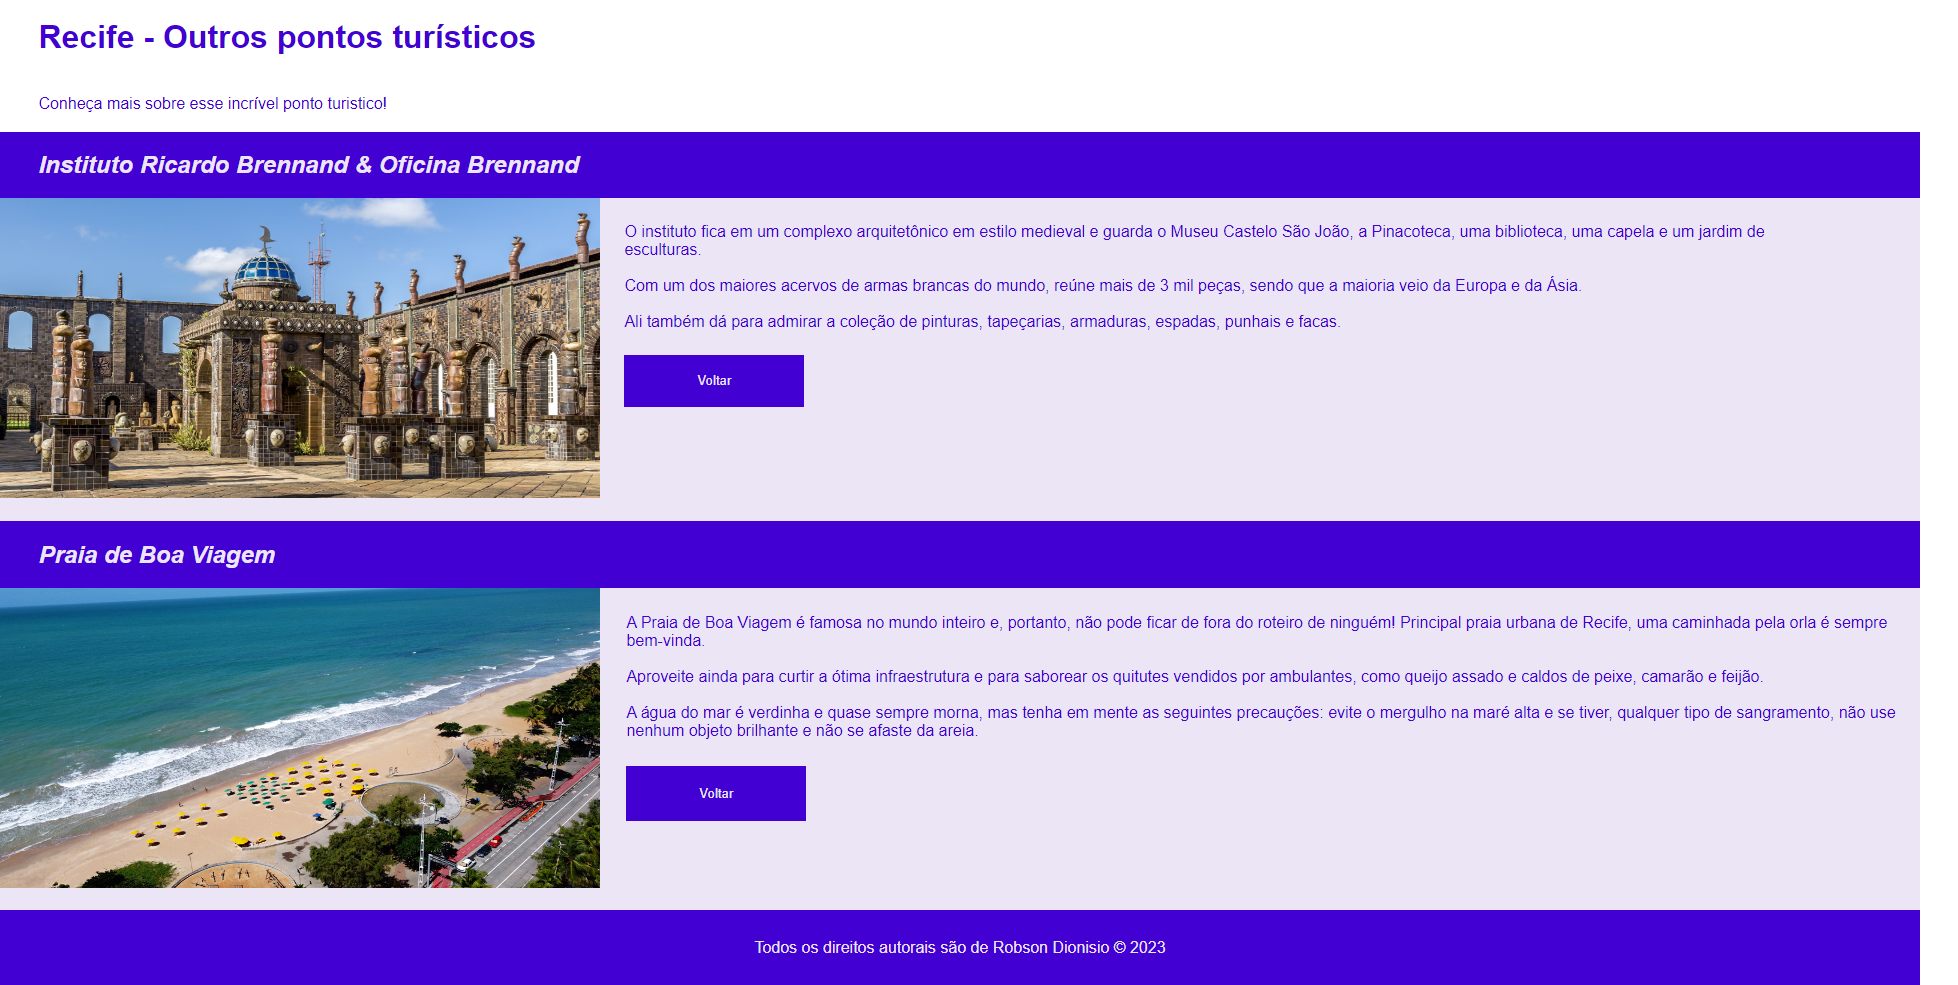 Recife - Outros pontos turísticos
Conheça mais sobre esse incrível ponto turistico!
Instituto Ricardo Brennand & Oficina Brennand
O instituto fica em um complexo arquitetônico em estilo medieval e guarda o Museu Castelo São João, a Pinacoteca, uma biblioteca, uma capela e um jardim de
esculturas.
Com um dos maiores acervos de armas brancas do mundo, reúne mais de 3 mil peças, sendo que a maioria veio da Europa e da Ásia.
Ali também dá para admirar a coleção de pinturas, tapeçarias, armaduras, espadas, punhais e facas.
Voltar
Praia de Boa Viagem
A Praia de Boa Viagem é famosa no mundo inteiro e, portanto, não pode ficar de fora do roteiro de ninguém! Principal praia urbana de Recife, uma caminhada pela orla é sempre
bem-vinda.
Aproveite ainda para curtir a ótima infraestrutura e para saborear os quitutes vendidos por ambulantes, como queijo assado e caldos de peixe, camarão e feijão.
A água do mar é verdinha e quase sempre morna, mas tenha em mente as seguintes precauções: evite o mergulho na maré alta e se tiver, qualquer tipo de sangramento, não use
nenhum objeto brilhante e não se afaste da areia.
Voltar
Todos os direitos autorais são de Robson Dionisio © 2023